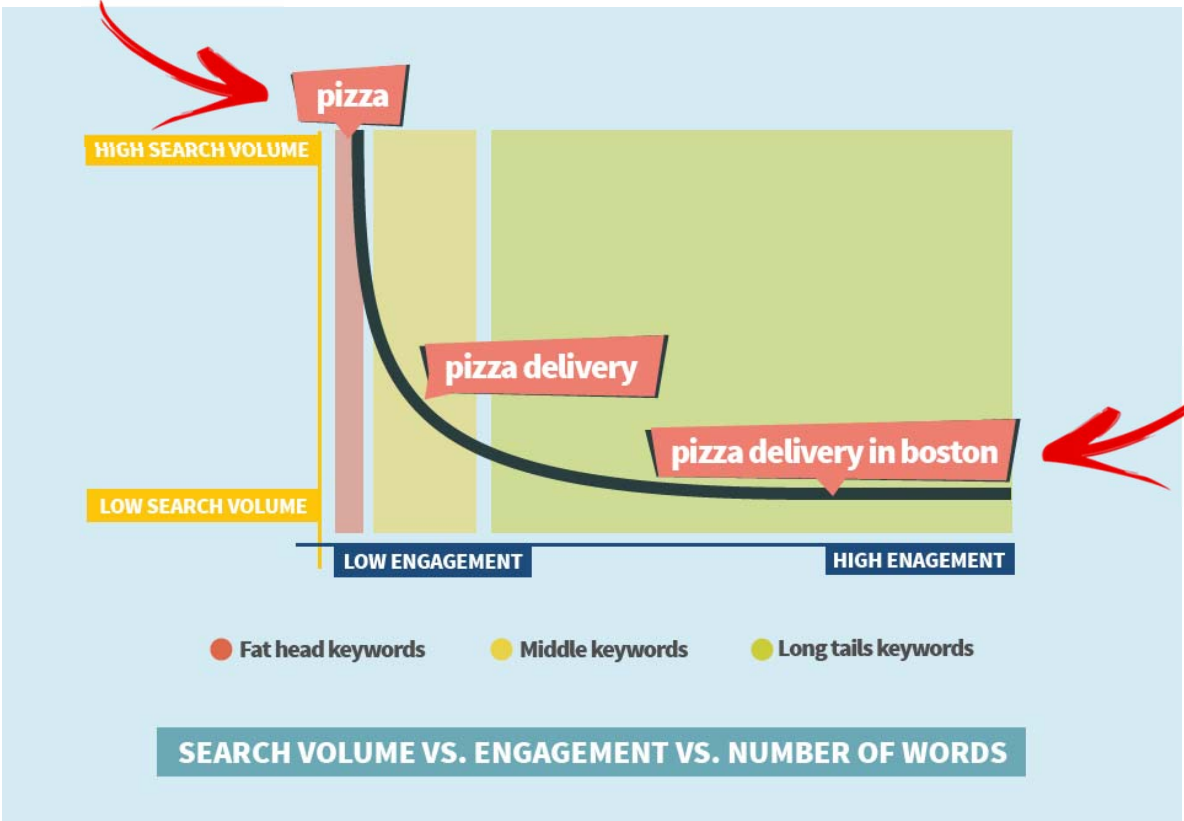 pizza
HIGH SEARCH VOLUME
pizza delivery
pizza delivery in boston
LOW SEARCH VOLUME
LOW ENGAGEMENT
HIGH ENAGEMENT
Fat head keywords
Middle keywords
Long tails keywords
SEARCH VOLUME VS. ENGAGEMENT VS. NUMBER OF WORDS